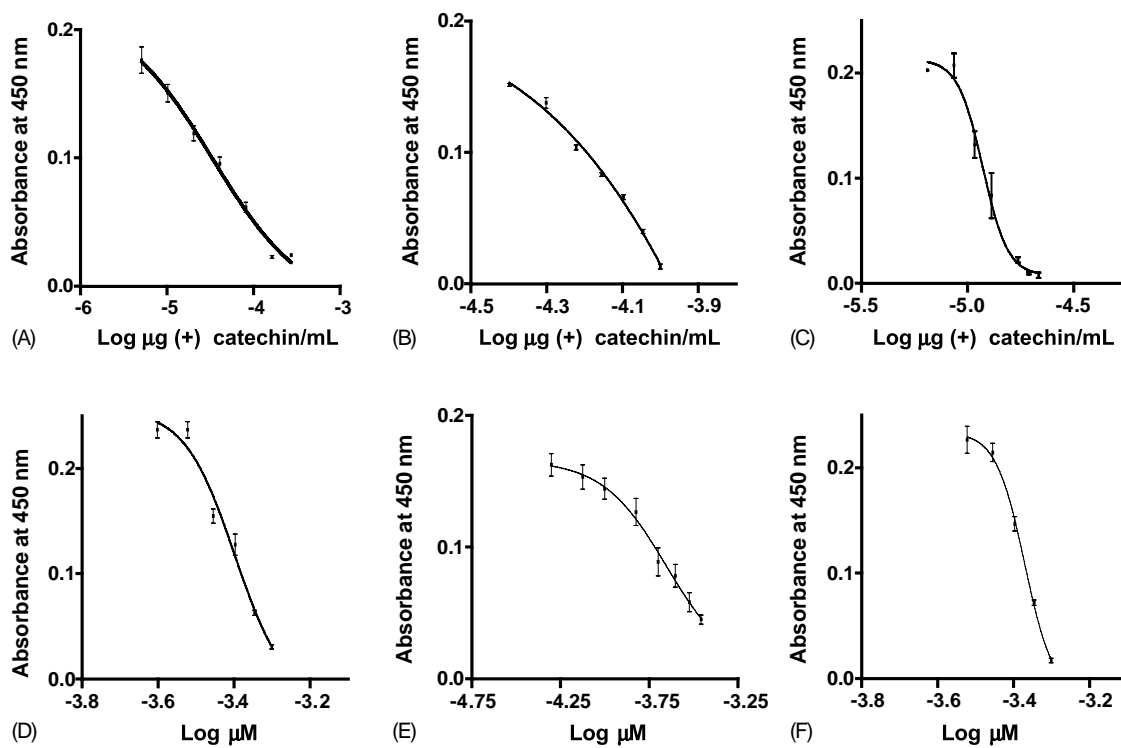 Absorbance at 450 nm
0.2
0.1
0.0
-6 -5 -4 -3
(A) Log μg (+) catechin/mL
Absorbance at 450 nm
0.2
0.1
0.0
-4.5 -4.3 -4.1 -3.9
(B) Log μg (+) catechin/mL
Absorbance at 450 nm
0.2
0.1
0.0
-5.5 -5.0 -4.5
(C) Log μg (+) catechin/mL
Absorbance at 450 nm
0.2
0.1
0.0
-3.8 -3.6 -3.4 -3.2
(D) Log μM
Absorbance at 450 nm
0.2
0.1
0.0
-4.75 -4.25 -3.75 -3.25
(E) Log μM
Absorbance at 450 nm
0.2
0.1
0.0
-3.8 -3.6 -3.4 -3.2
(F) Log μM